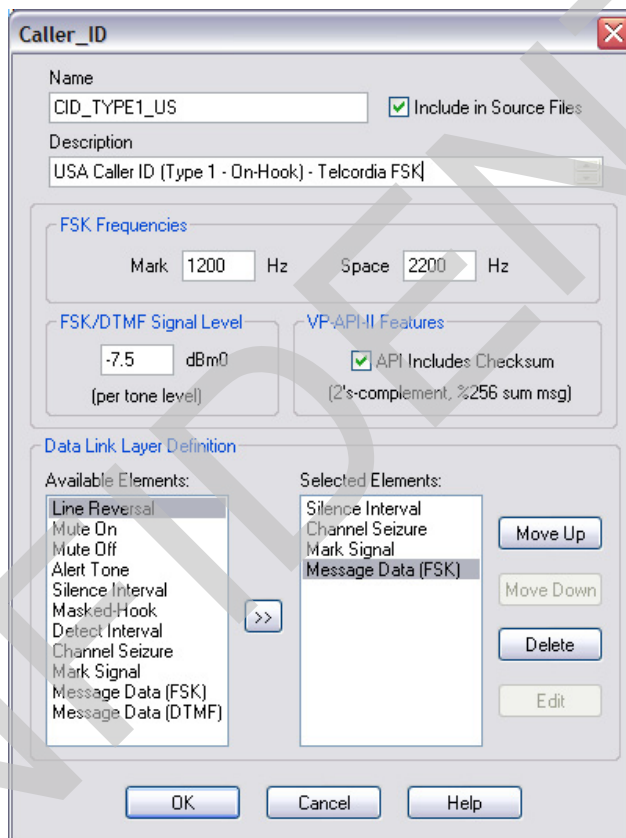 Caller_ID
Name
CID_TYPE1_US
Include in Source Files
Description
USA Caller ID (Type 1 - On-Hook) - Telcordia FSK
FSK Frequencies
Mark 1200 Hz Space 2200 Hz
FSK/DTMF Signal Level
-7.5 dBm0
(per tone level)
VP-API-II Features
API Includes Checksum
(2's-complement, %256 sum msg)
Data Link Layer Definition
Available Elements:
Line Reversal
Mute On
Mute Off
Alert Tone
Silence Interval
Masked-Hook
Detect Interval
Channel Seizure
Mark Signal
Message Data (FSK)
Message Data (DTMF)
>>
Selected Elements:
Silence Interval
Channel Seizure
Mark Signal
Message Data (FSK)
Move Up
Move Down
Delete
Edit
OK Cancel Help